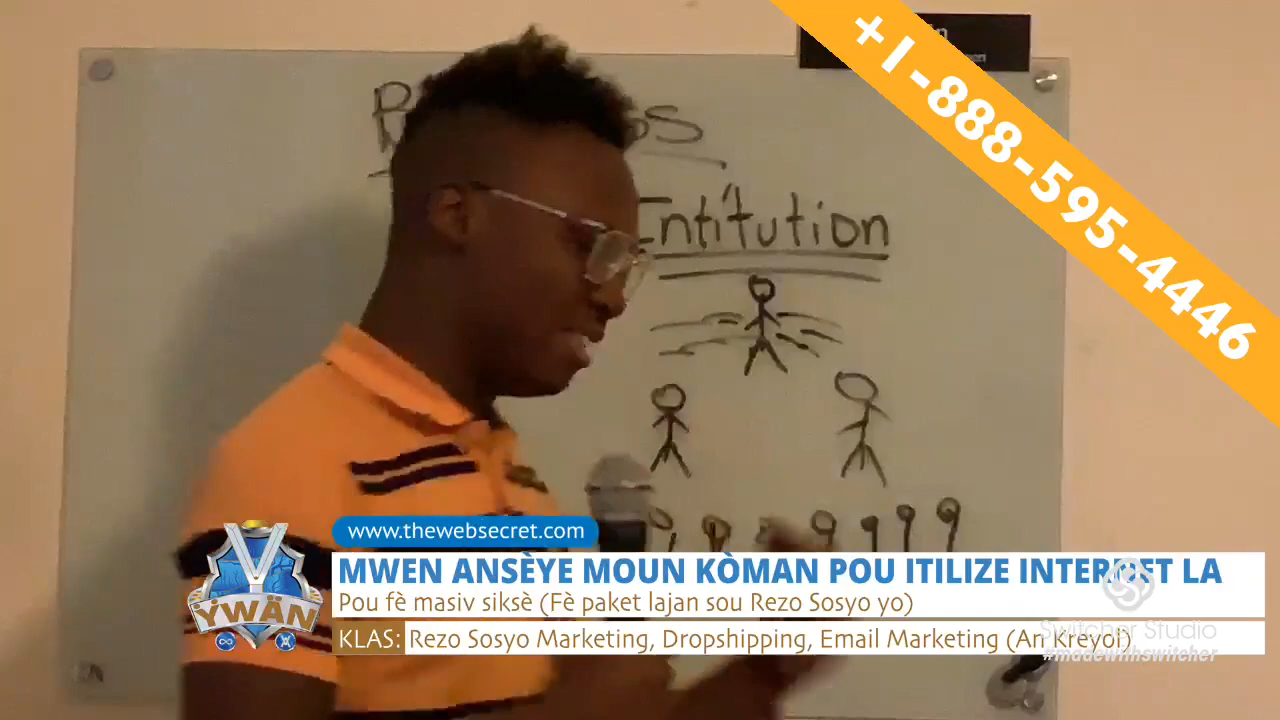 +1-888-595-4446
Entitution
www.thewebsecret.com
MWEN ANSÈYE MOUN KÒMAN POU ITILIZE INTERNET LA
Pou fè masiv siksè (Fè paket lajan sou Rezo Sosyo yo)
KLAS: Rezo Sosyo Marketing, Dropshipping, Email Marketing (An Kreyol)
YWÄN
Switcher Studio
#madewithswitcher